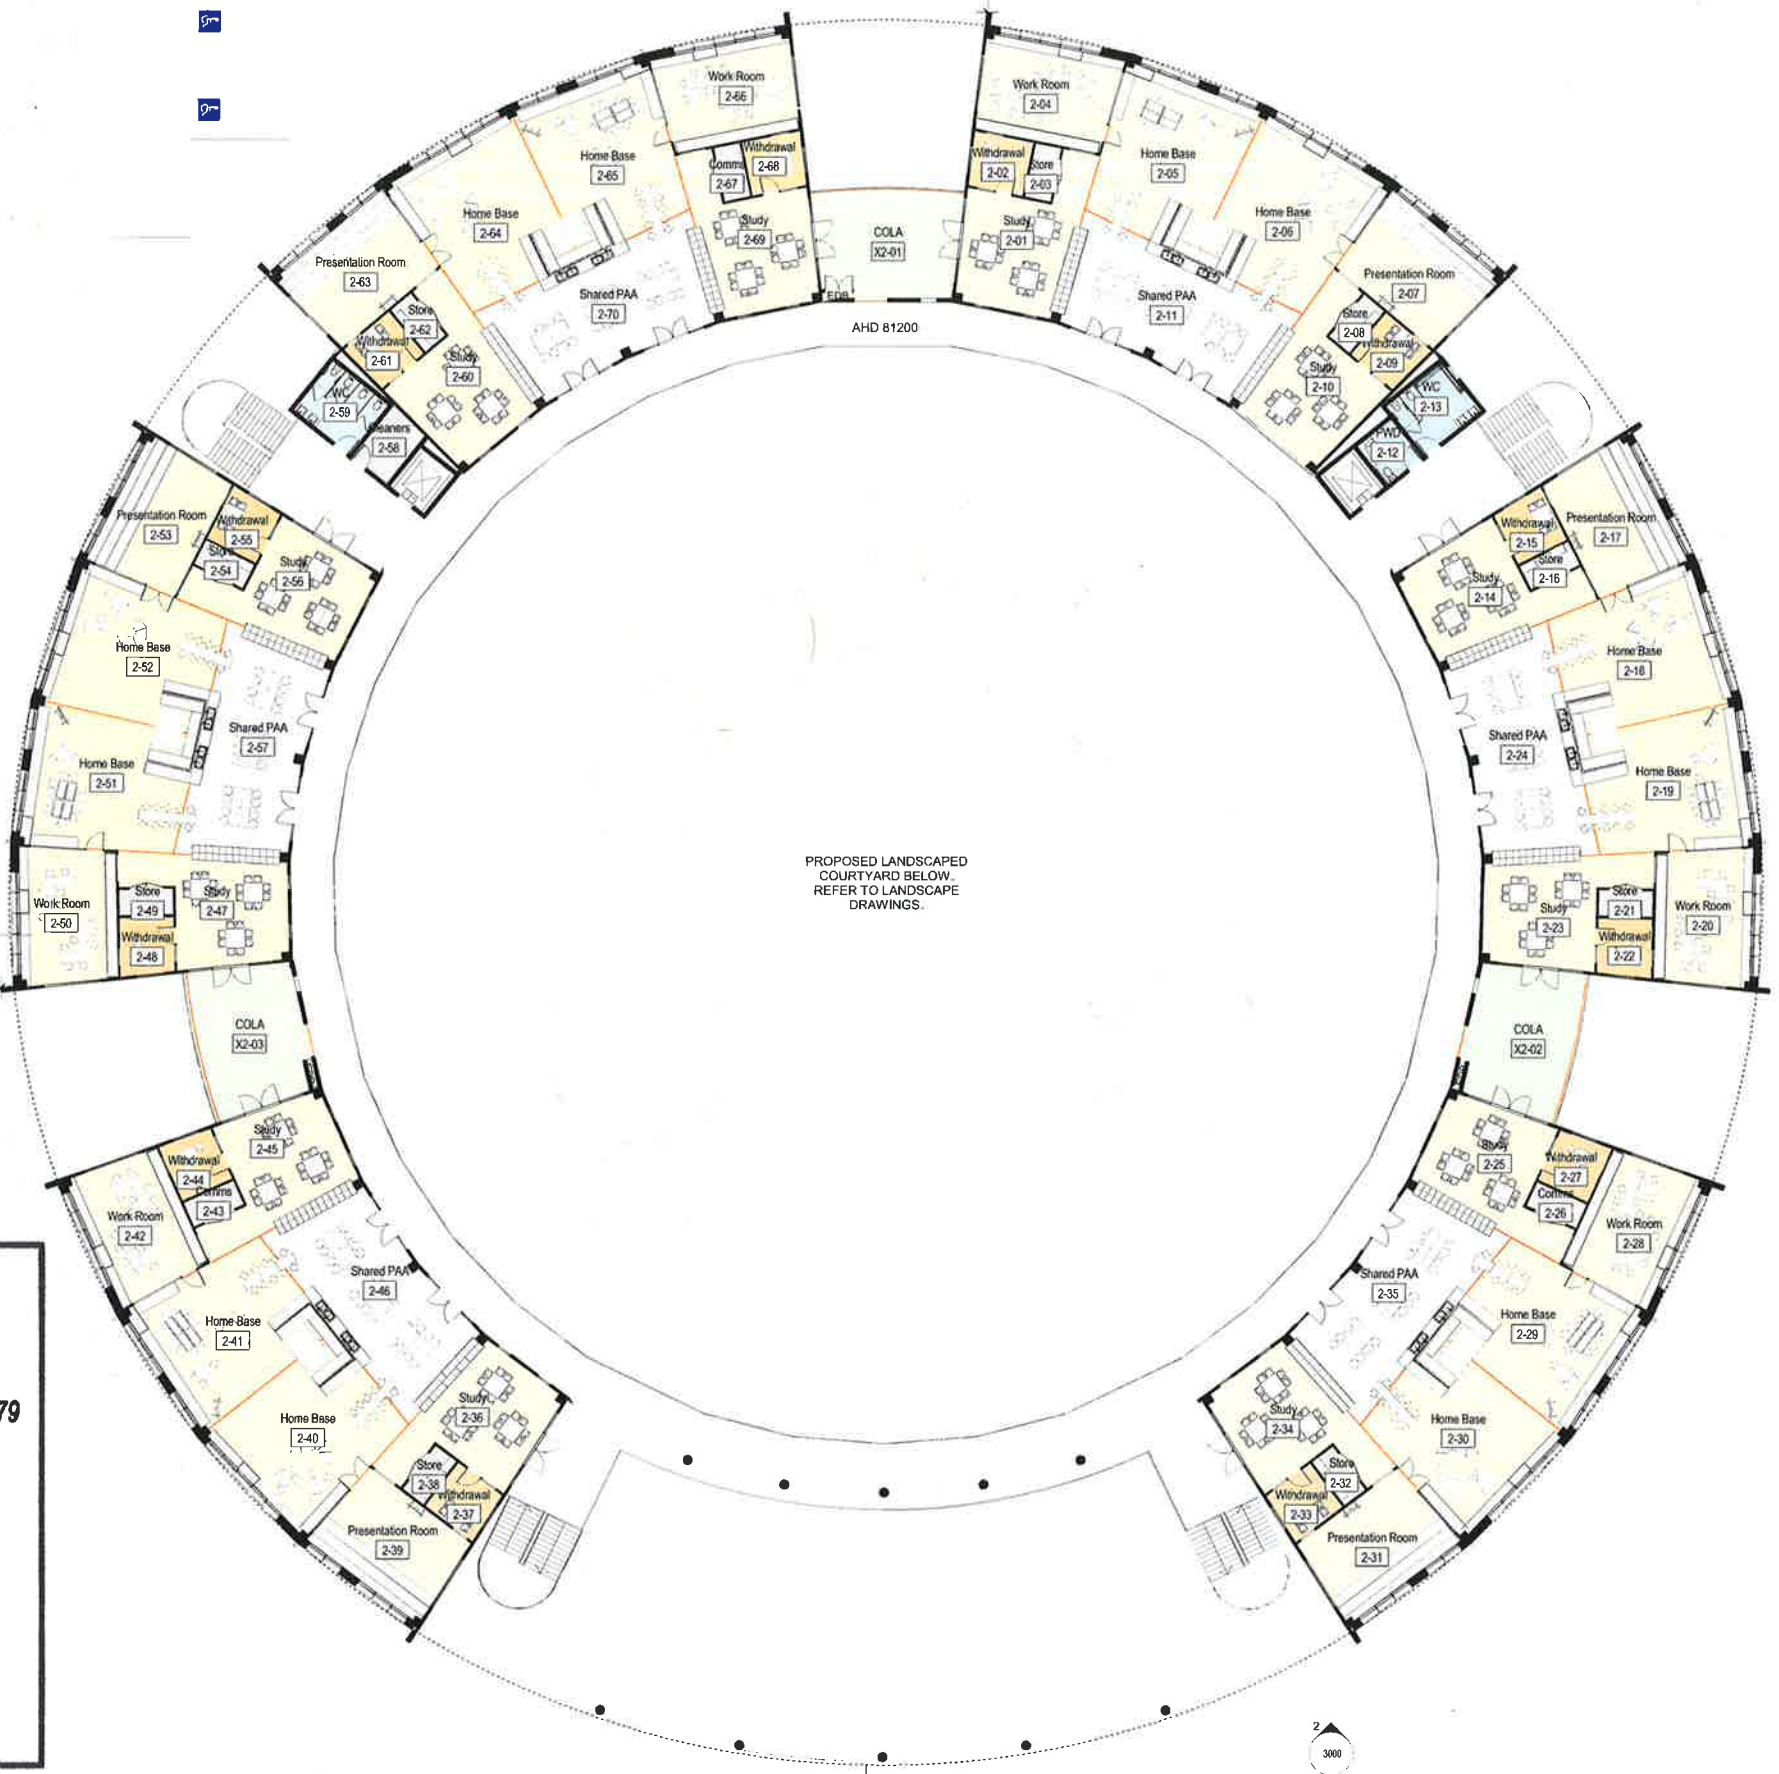 Work Room
2-66
Work Room
2-04
Home Base
2-65
Comms
2-67
Withdrawal
2-68
Withdrawal
2-02
Store
2-03
Home Base
2-05
Home Base
2-64
Study
2-69
COLA
X2-01
Study
2-01
Home Base
2-06
Presentation Room
2-63
Shared PAA
2-70
EDB
Shared PAA
2-11
Presentation Room
2-07
AHD 81200
Store
2-62
Withdrawal
2-61
Study
2-60
Store
2-08
Withdrawal
2-09
Study
2-10
WC
2-59
Cleaners
2-58
WC
2-13
PWD
2-12
Presentation Room
2-53
Withdrawal
2-55
Store
2-54
Study
2-56
Withdrawal
2-15
Presentation Room
2-17
Store
2-16
Study
2-14
Home Base
2-52
Home Base
2-18
Shared PAA
2-57
Shared PAA
2-24
Home Base
2-51
Home Base
2-19
PROPOSED LANDSCAPED
COURTYARD BELOW.
REFER TO LANDSCAPE
DRAWINGS.
Work Room
2-50
Store
2-49
Study
2-47
Withdrawal
2-48
Study
2-23
Store
2-21
Withdrawal
2-22
Work Room
2-20
COLA
X2-03
COLA
X2-02
Study
2-45
Withdrawal
2-44
Comms
2-43
Work Room
2-42
Study
2-25
Withdrawal
2-27
Comms
2-26
Work Room
2-28
Shared PAA
2-46
Shared PAA
2-35
Home Base
2-41
Home Base
2-29
79
Study
2-36
Home Base
2-40
Study
2-34
Home Base
2-30
Store
2-38
Withdrawal
2-37
Store
2-32
Withdrawal
2-33
Presentation Room
2-39
Presentation Room
2-31
2
3000